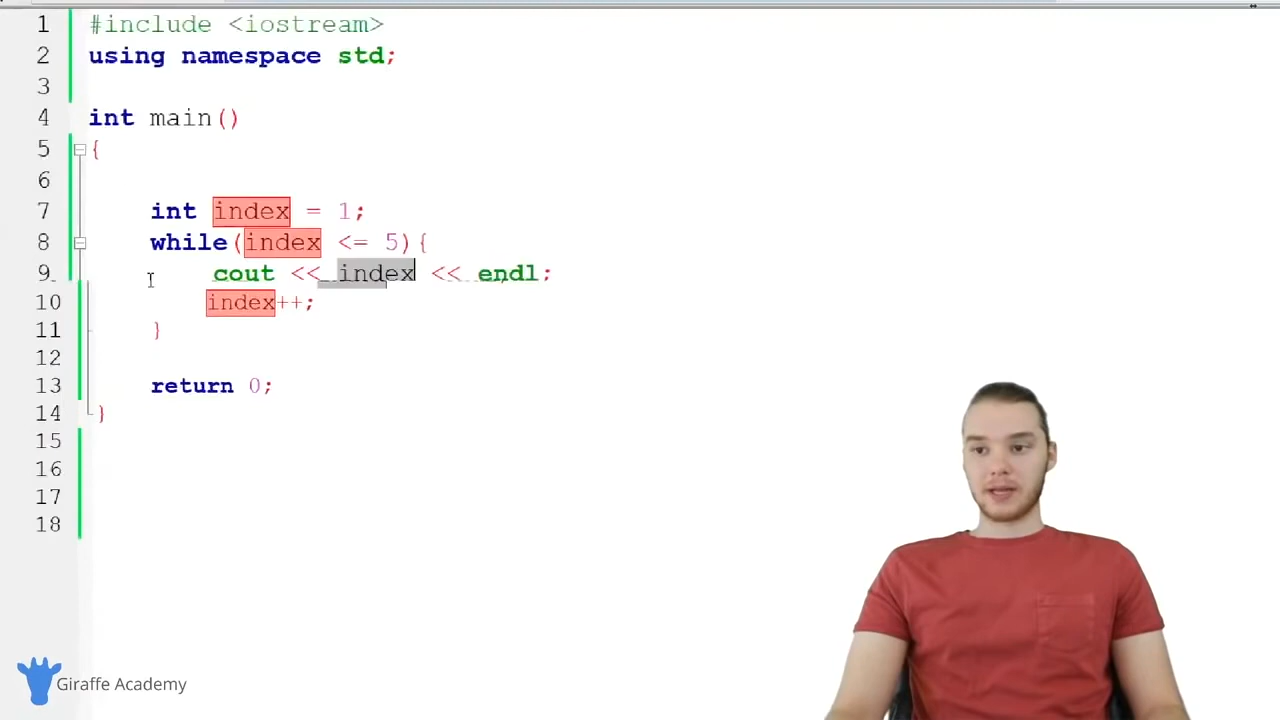 1 #include <iostream>
2 using namespace std;
3
4 int main()
5 {
6
7 int index = 1;
8 while(index <= 5){
9 cout << index << endl;
10 index++;
11 }
12
13 return 0;
14 }
15
16
17
18
Giraffe Academy